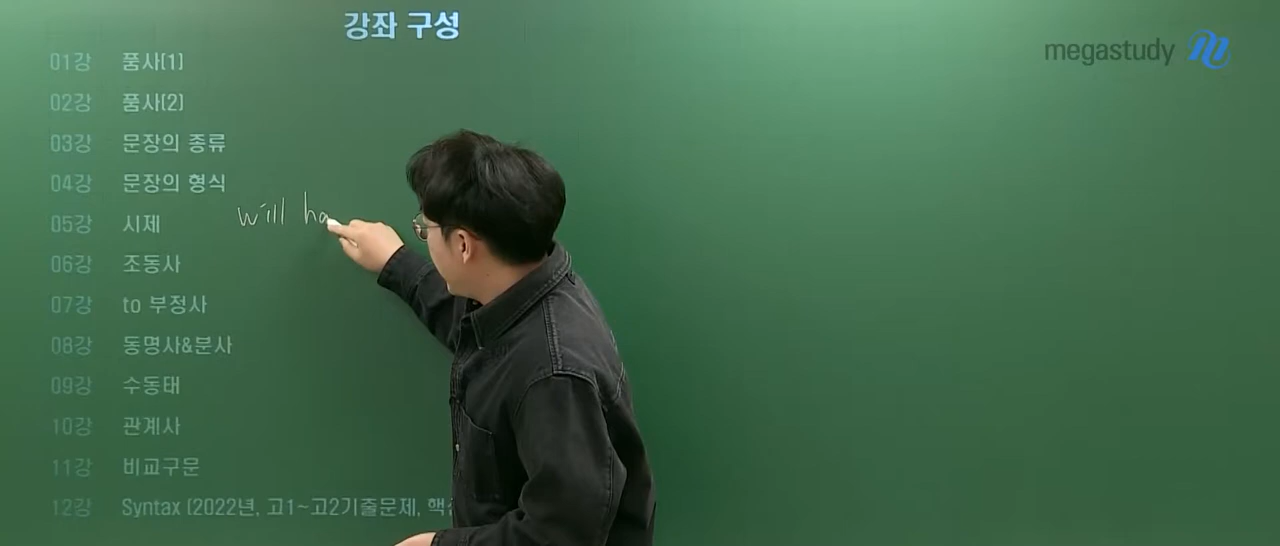 강좌 구성
megastudy
01강 품사(1)
02강 품사(2)
03강 문장의 종류
04강 문장의 형식
will ha
05강 시제
06강 조동사
07강 to 부정사
08강 동명사&분사
09강 수동태
10강 관계사
11강 비교구문
12강 Syntax (2022년, 고1~고2기출문제,